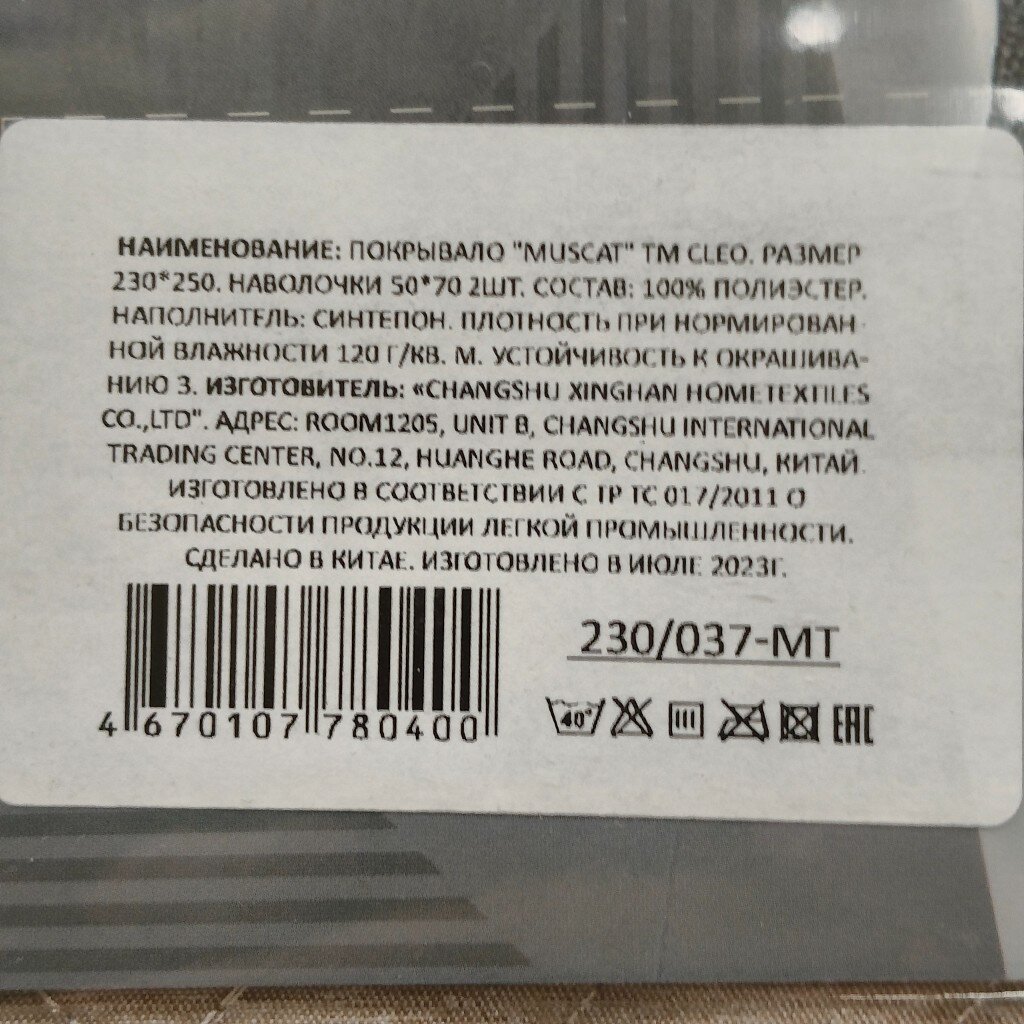 НАИМЕНОВАНИЕ: ПОКРЫВАЛО "MUSCAT" TM CLEO. РАЗМЕР
230*250. НАВОЛОЧКИ 50*70 2ШТ. СОСТАВ: 100% ПОЛИЭСТЕР.
НАПОЛНИТЕЛЬ: СИНТЕПОН. ПЛОТНОСТЬ ПРИ НОРМИРОВАН-
НОЙ ВЛАЖНОСТИ 120 Г/КВ. М. УСТОЙЧИВОСТЬ К ОКРАШИВА-
НИЮ 3. ИЗГОТОВИТЕЛЬ: «CHANGSHU XINGHAN HOMETEXTILES
CO.,LTD". АДРЕС: ROOM1205, UNIT B, CHANGSHU INTERNATIONAL
TRADING CENTER, NO.12, HUANGHE ROAD, CHANGSHU, КИТАЙ.
ИЗГОТОВЛЕНО В СООТВЕТСТВИИ С ТР ТС 017/2011 О
БЕЗОПАСНОСТИ ПРОДУКЦИИ ЛЕГКОЙ ПРОМЫШЛЕННОСТИ.
СДЕЛАНО В КИТАЕ. ИЗГОТОВЛЕНО В ИЮЛЕ 2023Г.
230/037-MT
4 670107 780400
40° EAC